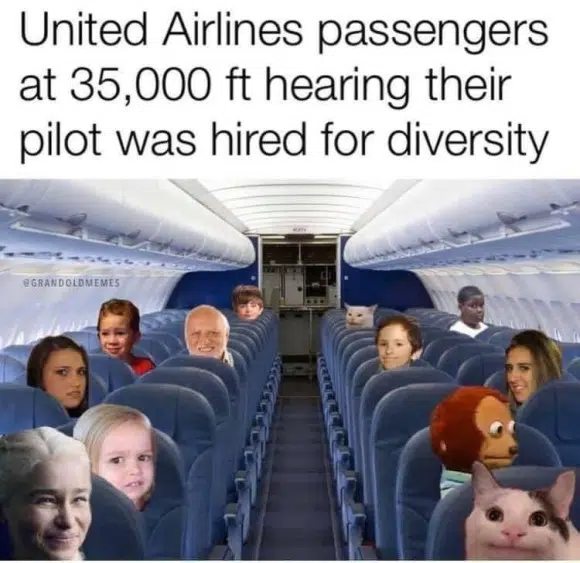 United Airlines passengers
at 35,000 ft hearing their
pilot was hired for diversity
@GRANDOLDMEMES